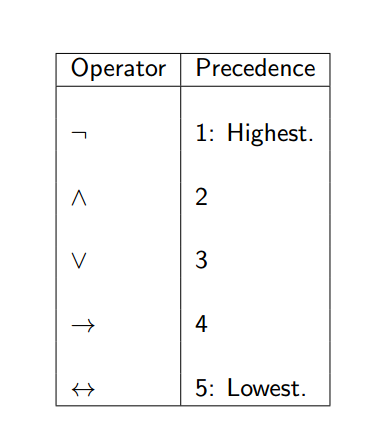 Operator Precedence
¬ 1: Highest.
∧ 2
∨ 3
→ 4
↔ 5: Lowest.